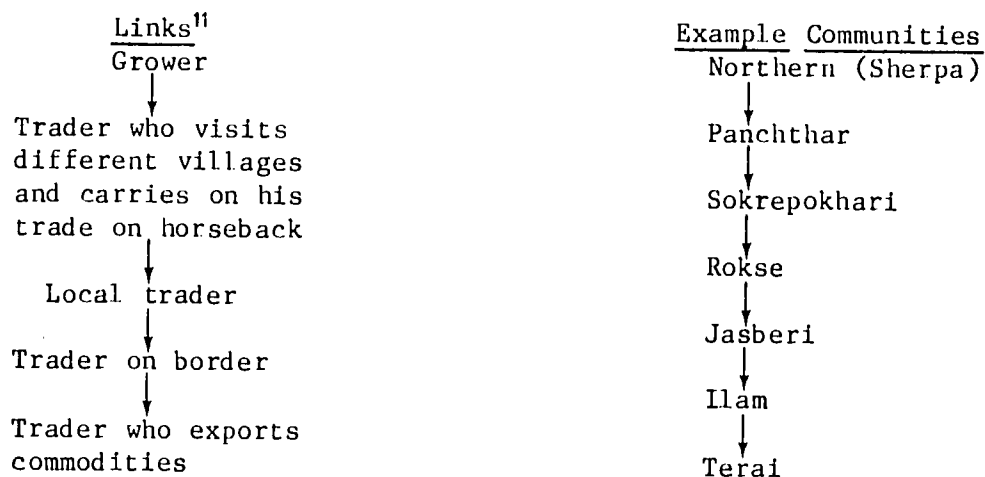 Links¹¹
Grower
Trader who visits
different villages
and carries on his
trade on horseback
Local trader
Trader on border
Trader who exports
commodities
Example Communities
Northern (Sherpa)
Panchthar
Sokrepokhari
Rokse
Jasberi
Ilam
Terai